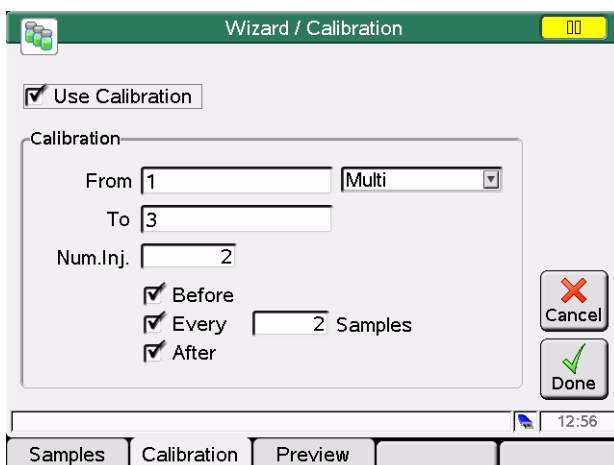 Wizard / Calibration
Use Calibration
Calibration
From 1 Multi
To 3
Num.Inj. 2
Before
Every 2 Samples
After
Cancel
Done
12:56
Samples Calibration Preview